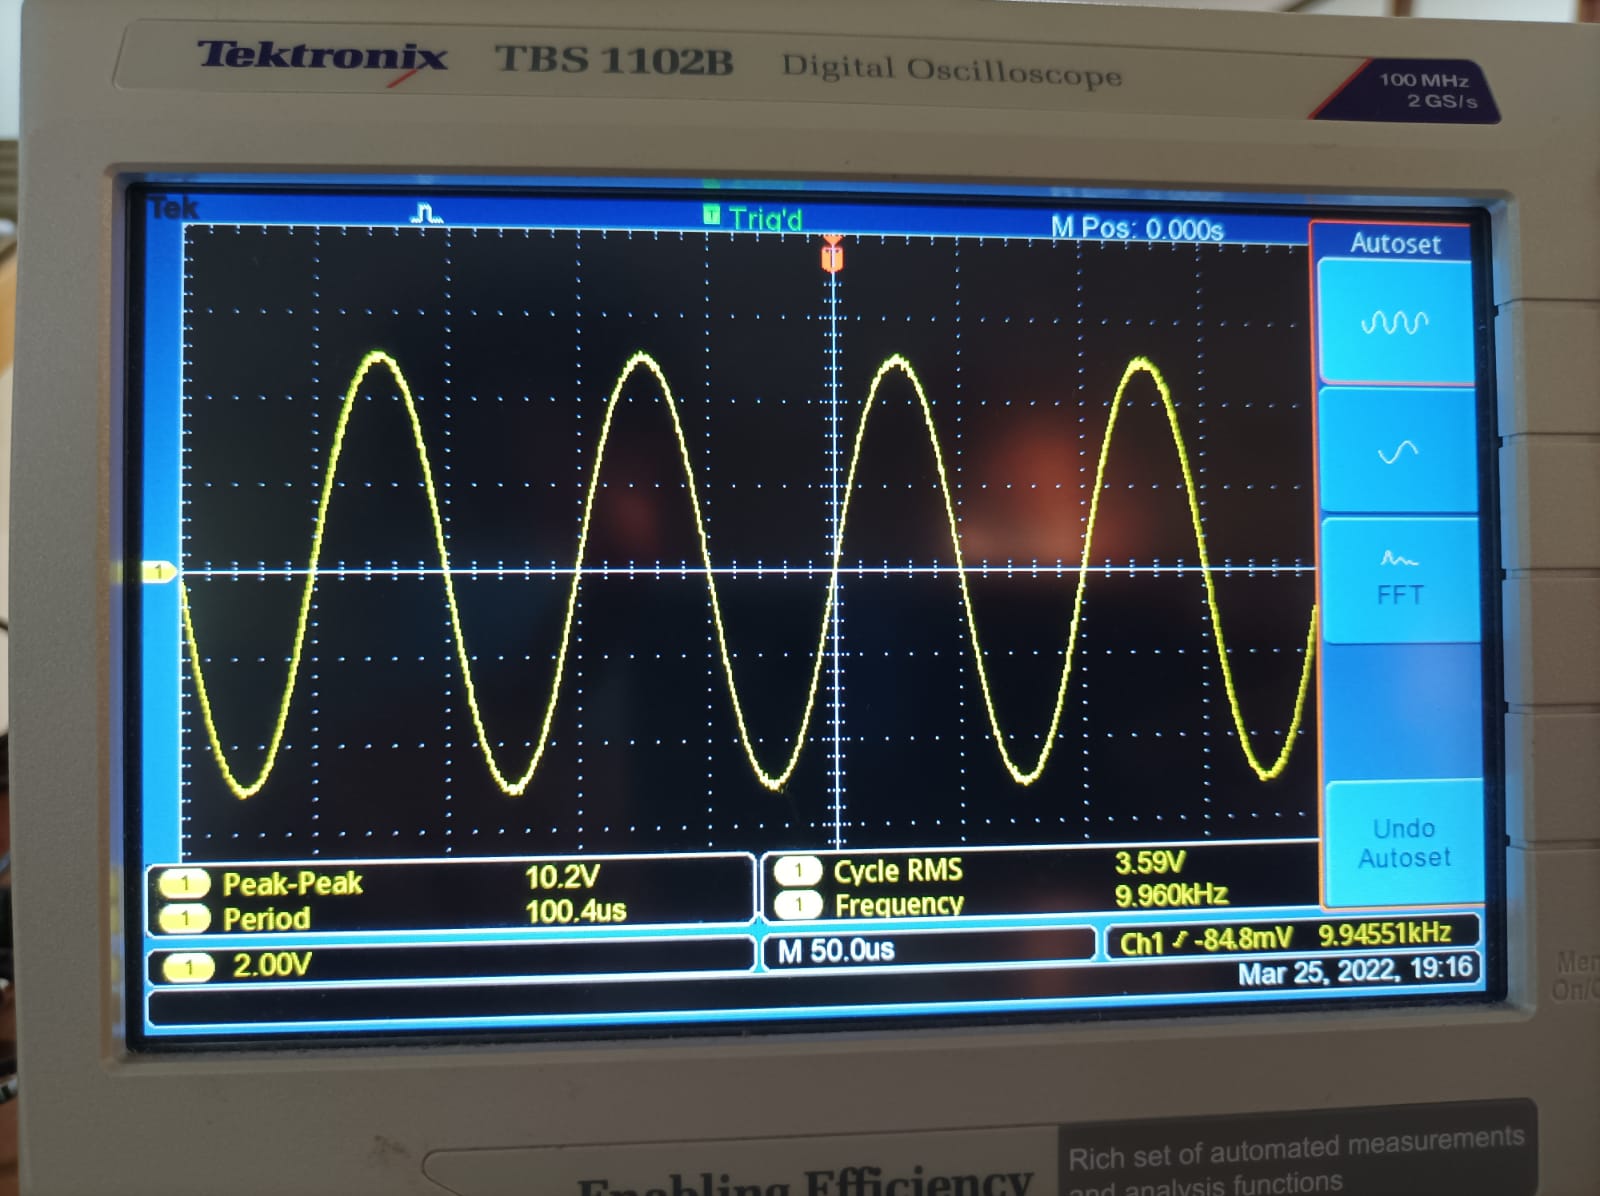 Tektronix TBS 1102B Digital Oscilloscope
100 MHz
2 GS/s
Tek T Trig'd M Pos: 0.000s
Autoset
T
1
FFT
Undo
Autoset
1 Peak-Peak 10.2V 1 Cycle RMS 3.59V
1 Period 100.4us 1 Frequency 9.960kHz
1 2.00V M 50.0us Ch1 -84.8mV 9.94551kHz
Mar 25, 2022, 19:16
Enabling Efficiency
Rich set of automated measurements
and analysis functions